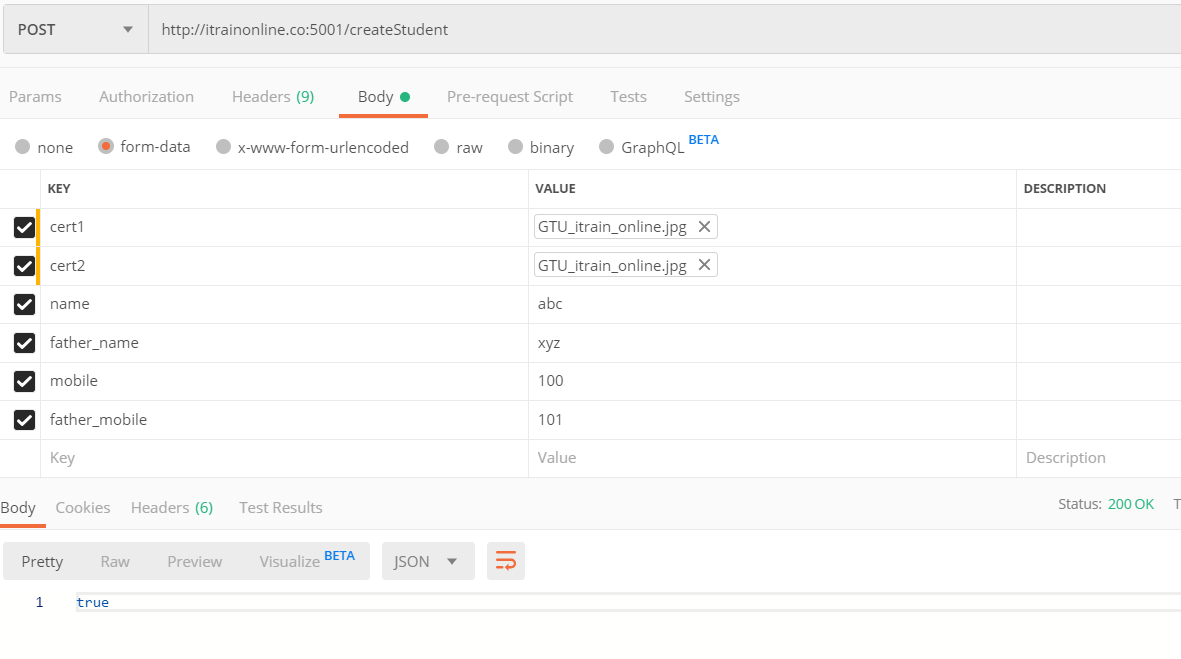 POST http://itrainonline.co:5001/createStudent
Params Authorization Headers (9) Body Pre-request Script Tests Settings
none form-data x-www-form-urlencoded raw binary GraphQL BETA
KEY VALUE DESCRIPTION
cert1 GTU_itrain_online.jpg
cert2 GTU_itrain_online.jpg
name abc
father_name xyz
mobile 100
father_mobile 101
Key Value Description
Body Cookies Headers (6) Test Results Status: 200 OK T
Pretty Raw Preview Visualize BETA JSON
1 true